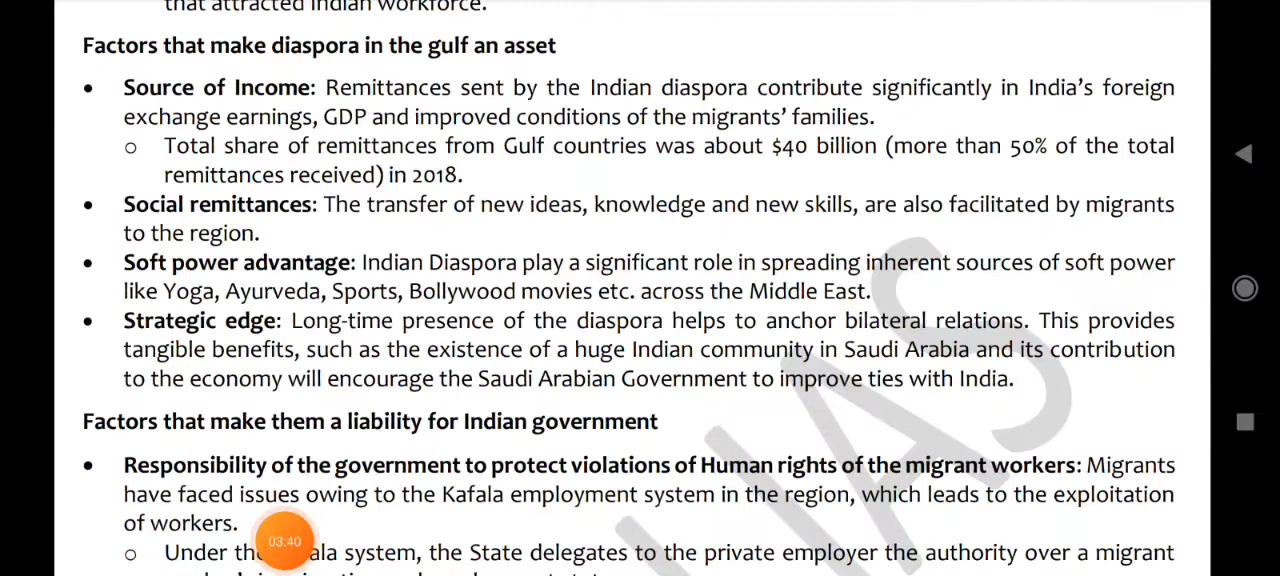 that attracted Indian workforce.
Factors that make diaspora in the gulf an asset
• Source of Income: Remittances sent by the Indian diaspora contribute significantly in India's foreign
exchange earnings, GDP and improved conditions of the migrants' families.
o Total share of remittances from Gulf countries was about $40 billion (more than 50% of the total
remittances received) in 2018.
• Social remittances: The transfer of new ideas, knowledge and new skills, are also facilitated by migrants
to the region.
• Soft power advantage: Indian Diaspora play a significant role in spreading inherent sources of soft power
like Yoga, Ayurveda, Sports, Bollywood movies etc. across the Middle East.
• Strategic edge: Long-time presence of the diaspora helps to anchor bilateral relations. This provides
tangible benefits, such as the existence of a huge Indian community in Saudi Arabia and its contribution
to the economy will encourage the Saudi Arabian Government to improve ties with India.
Factors that make them a liability for Indian government
• Responsibility of the government to protect violations of Human rights of the migrant workers: Migrants
have faced issues owing to the Kafala employment system in the region, which leads to the exploitation
of workers.
03:40
o Under system, the State delegates to the private employer the authority over a migrant
IAS